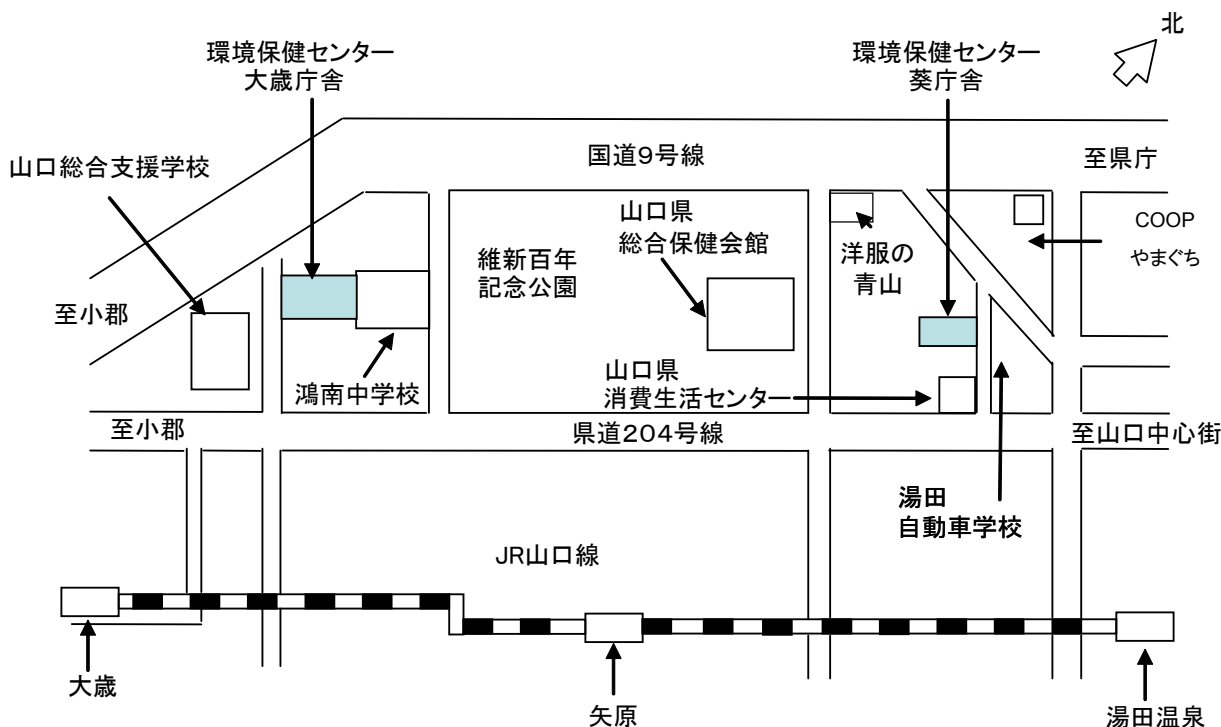 北
環境保健センター
大歳庁舎
環境保健センター
葵庁舎
国道9号線
至県庁
山口総合支援学校
山口県
総合保健会館
COOP
やまぐち
維新百年
記念公園
洋服の
青山
至小郡
鴻南中学校
山口県
消費生活センター
至小郡
県道204号線
至山口中心街
湯田
自動車学校
JR山口線
大歳
矢原
湯田温泉